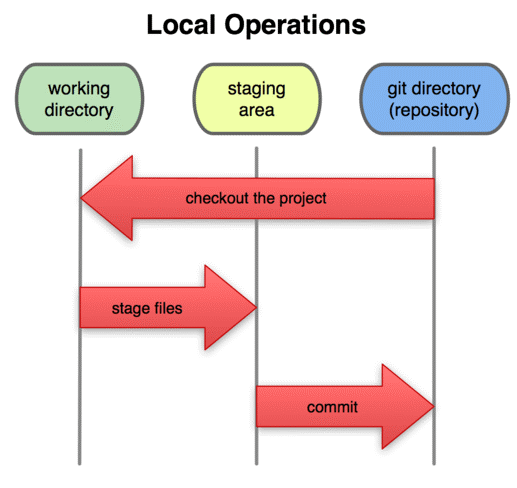 Local Operations
working
directory
staging
area
git directory
(repository)
checkout the project
stage files
commit